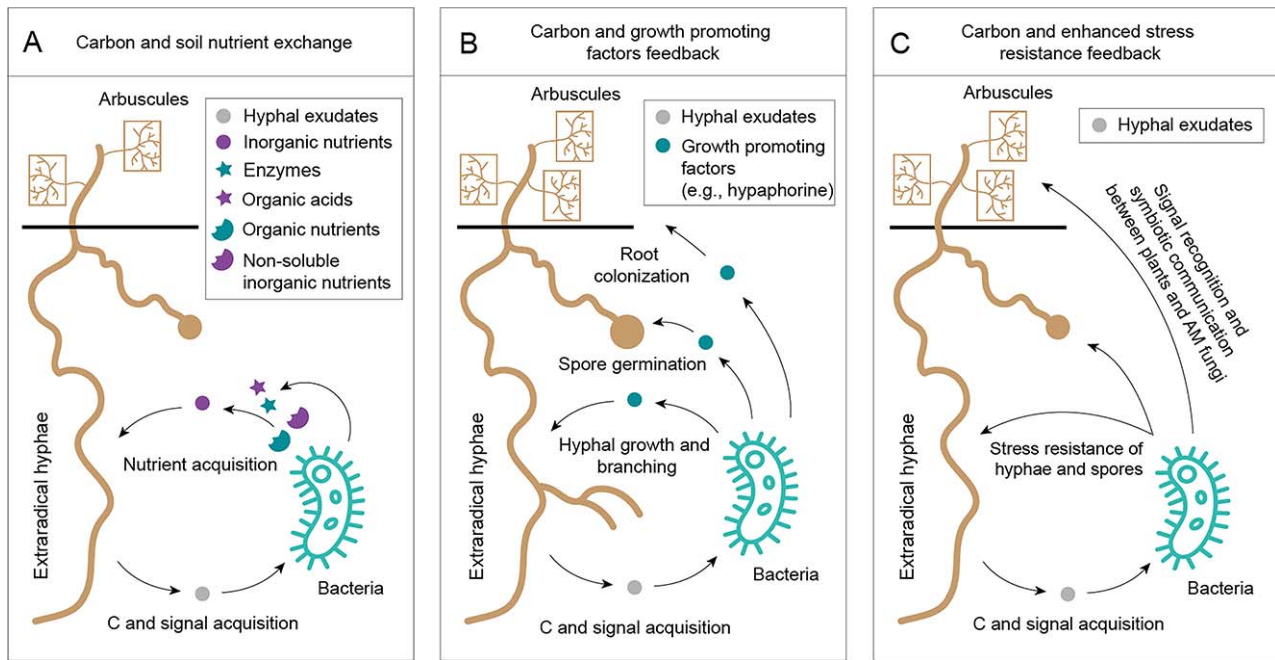 A
Carbon and soil nutrient exchange
Arbuscules
Hyphal exudates
Inorganic nutrients
Enzymes
Organic acids
Organic nutrients
Non-soluble
inorganic nutrients
Extraradical hyphae
Nutrient acquisition
Bacteria
C and signal acquisition
B
Carbon and growth promoting
factors feedback
Arbuscules
Hyphal exudates
Growth promoting
factors
(e.g., hypaphorine)
Root
colonization
Spore germination
Extraradical hyphae
Hyphal growth and
branching
Bacteria
C and signal acquisition
C
Carbon and enhanced stress
resistance feedback
Arbuscules
Hyphal exudates
Signal recognition and
symbiotic communication
between plants and AM fungi
Extraradical hyphae
Stress resistance of
hyphae and spores
Bacteria
C and signal acquisition